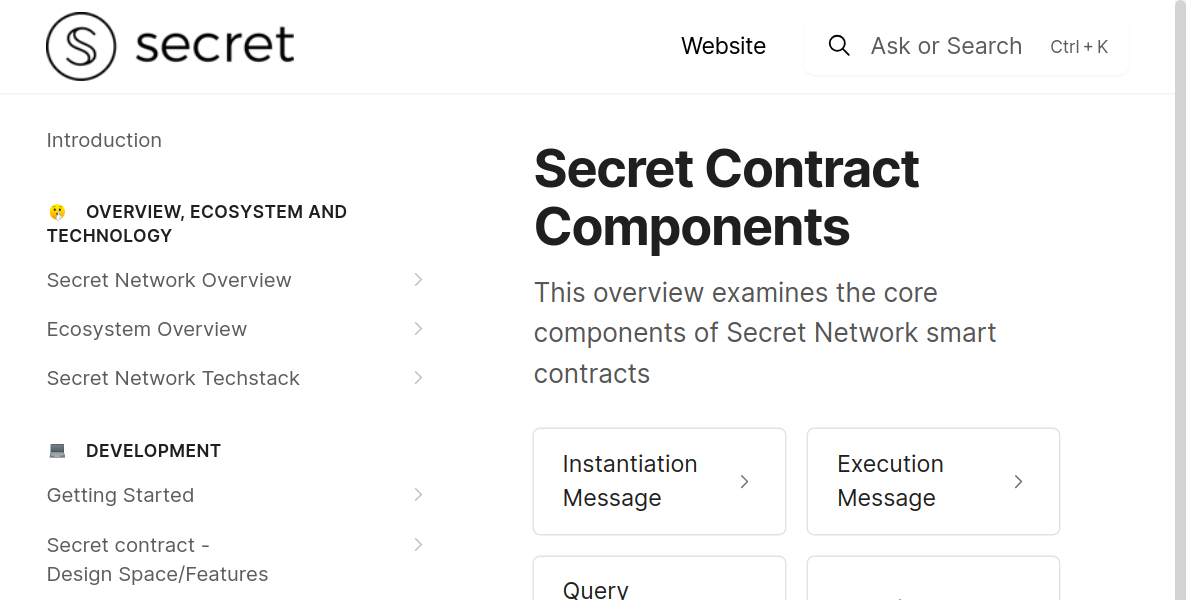 secret
Website
Ask or Search Ctrl + K
Introduction
OVERVIEW, ECOSYSTEM AND
TECHNOLOGY
Secret Network Overview
Ecosystem Overview
Secret Network Techstack
DEVELOPMENT
Getting Started
Secret contract -
Design Space/Features
Secret Contract
Components
This overview examines the core
components of Secret Network smart
contracts
Instantiation
Message
Execution
Message
Query